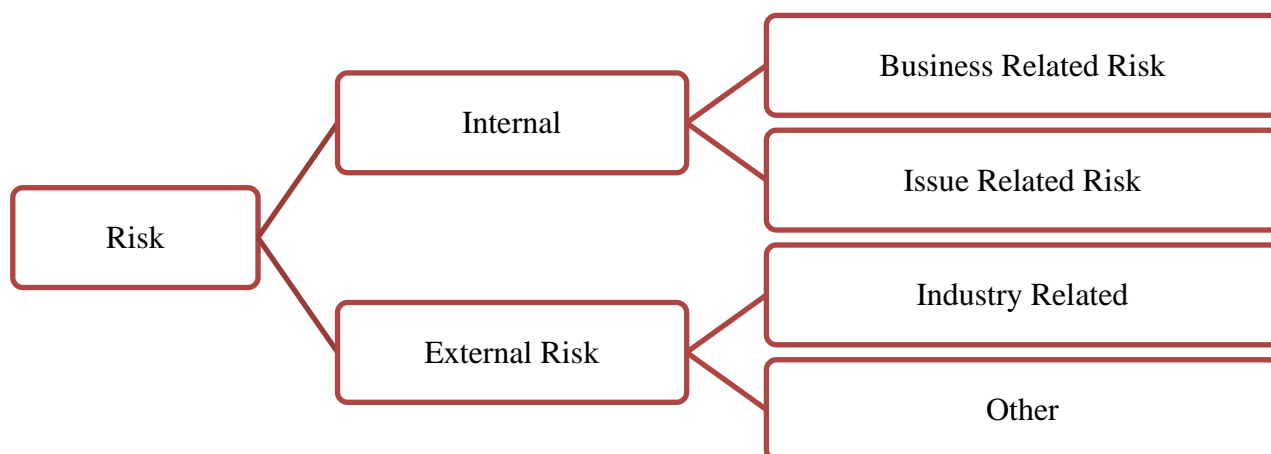 Risk
Internal
Business Related Risk
Issue Related Risk
External Risk
Industry Related
Other